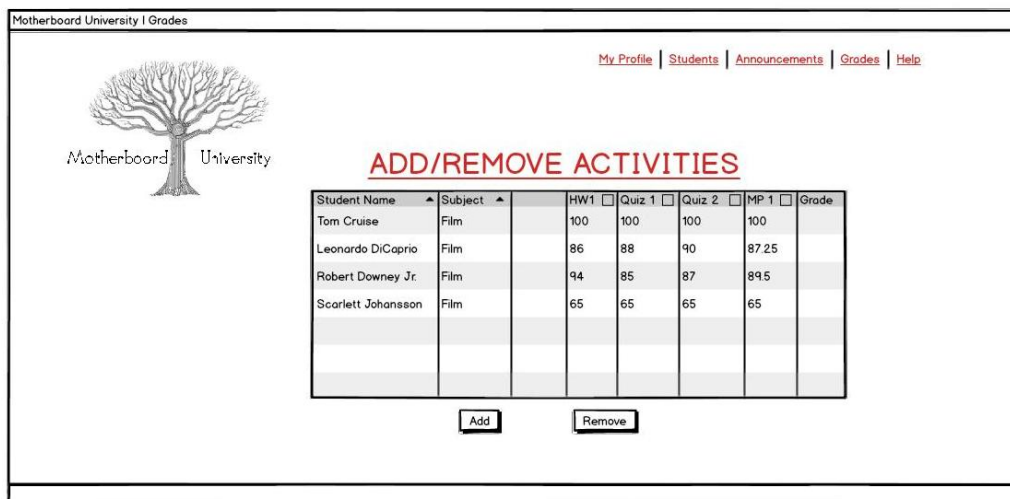 Motherboard University | Grades
My Profile | Students | Announcements | Grades | Help
Motherboard University
ADD/REMOVE ACTIVITIES
Student Name Subject HW1 Quiz 1 Quiz 2 MP 1 Grade
Tom Cruise Film 100 100 100 100
Leonardo DiCaprio Film 86 88 90 87.25
Robert Downey Jr. Film 94 85 87 89.5
Scarlett Johansson Film 65 65 65 65
Add Remove